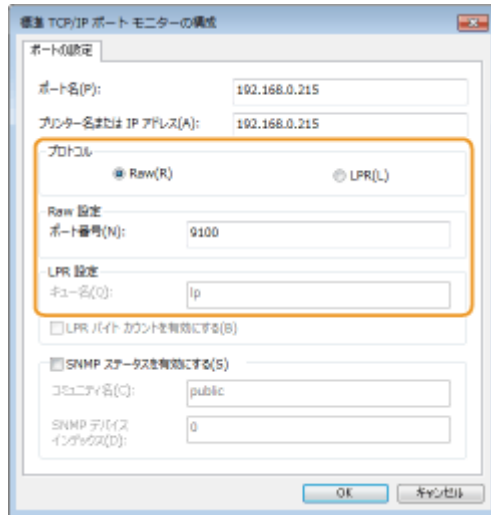 標準 TCP/IP ポート モニターの構成
ポートの設定
ポート名(P): 192.168.0.215
プリンター名または IP アドレス(A): 192.168.0.215
プロトコル
Raw(R) LPR(L)
Raw 設定
ポート番号(N): 9100
LPR 設定
キュー名(Q): lp
LPR バイト カウントを有効にする(B)
SNMP ステータスを有効にする(S)
コミュニティ名(C): public
SNMP デバイス
インデックス(D): 0
OK キャンセル